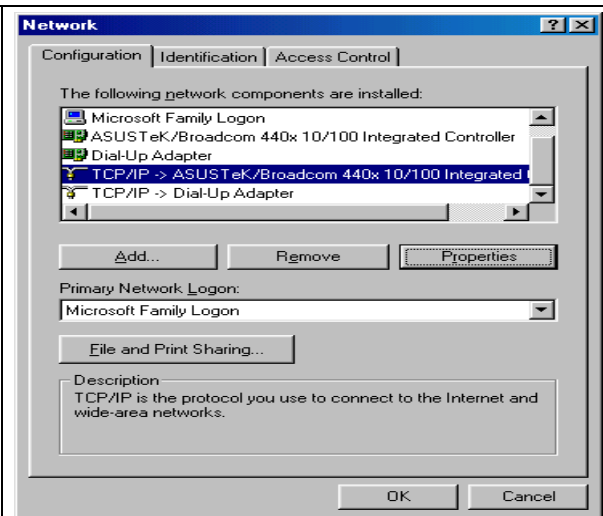 Network
Configuration Identification Access Control
The following network components are installed:
Microsoft Family Logon
ASUSTeK/Broadcom 440x 10/100 Integrated Controller
Dial-Up Adapter
TCP/IP -> ASUSTeK/Broadcom 440x 10/100 Integrated
TCP/IP -> Dial-Up Adapter
Add... Remove Properties
Primary Network Logon:
Microsoft Family Logon
File and Print Sharing...
Description
TCP/IP is the protocol you use to connect to the Internet and
wide-area networks.
OK Cancel